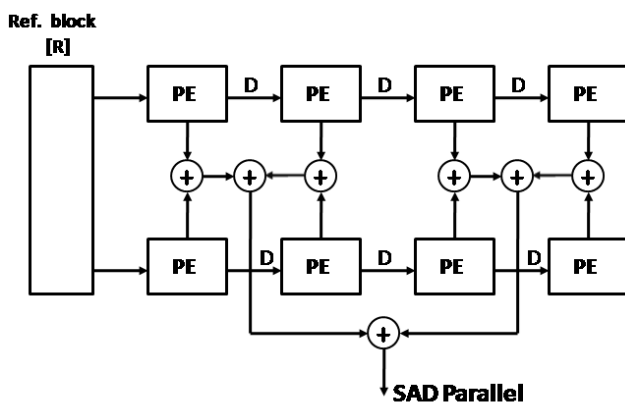 Ref. block
[R]
PE D PE D PE D PE
+ + + + + +
PE D PE D PE D PE
+
SAD Parallel